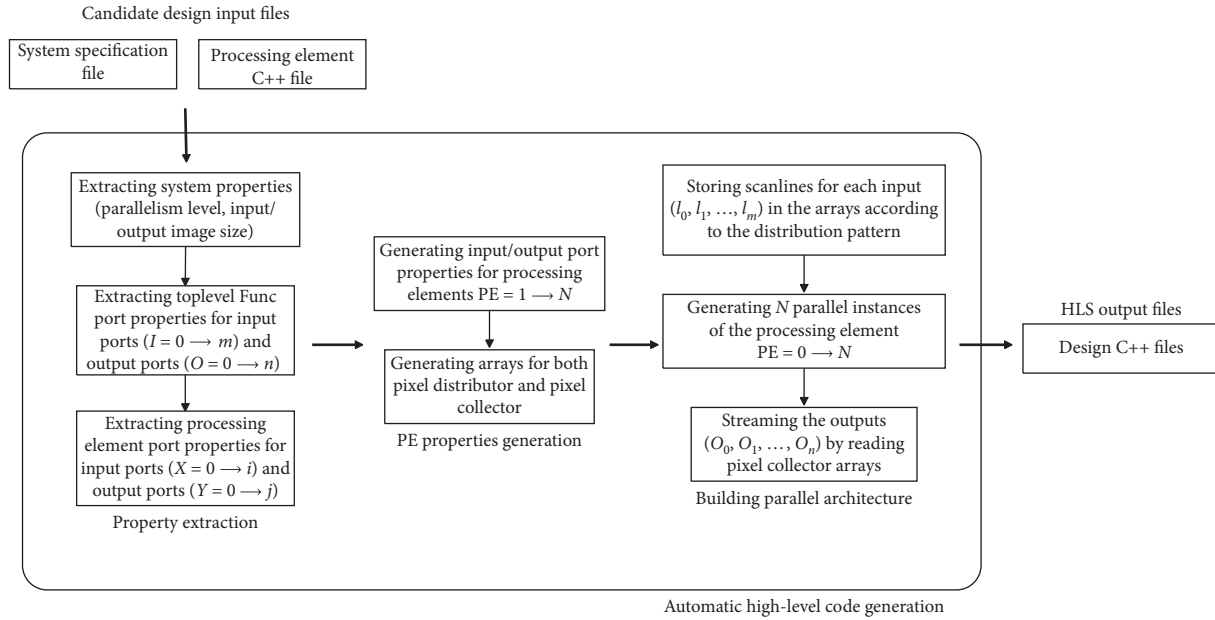 Candidate design input files
System specification
file
Processing element
C++ file
Extracting system properties
(parallelism level, input/
output image size)
Extracting toplevel Func
port properties for input
ports (I = 0 ⟶ m) and
output ports (O = 0 ⟶ n)
Extracting processing
element port properties for
input ports (X = 0 ⟶ i) and
output ports (Y = 0 ⟶ j)
Property extraction
Generating input/output port
properties for processing
elements PE = 1 ⟶ N
Generating arrays for both
pixel distributor and pixel
collector
PE properties generation
Storing scanlines for each input
(l₀, l₁, …, lₘ) in the arrays according
to the distribution pattern
Generating N parallel instances
of the processing element
PE = 0 ⟶ N
Streaming the outputs
(O₀, O₁, … , Oₙ) by reading
pixel collector arrays
Building parallel architecture
HLS output files
Design C++ files
Automatic high-level code generation